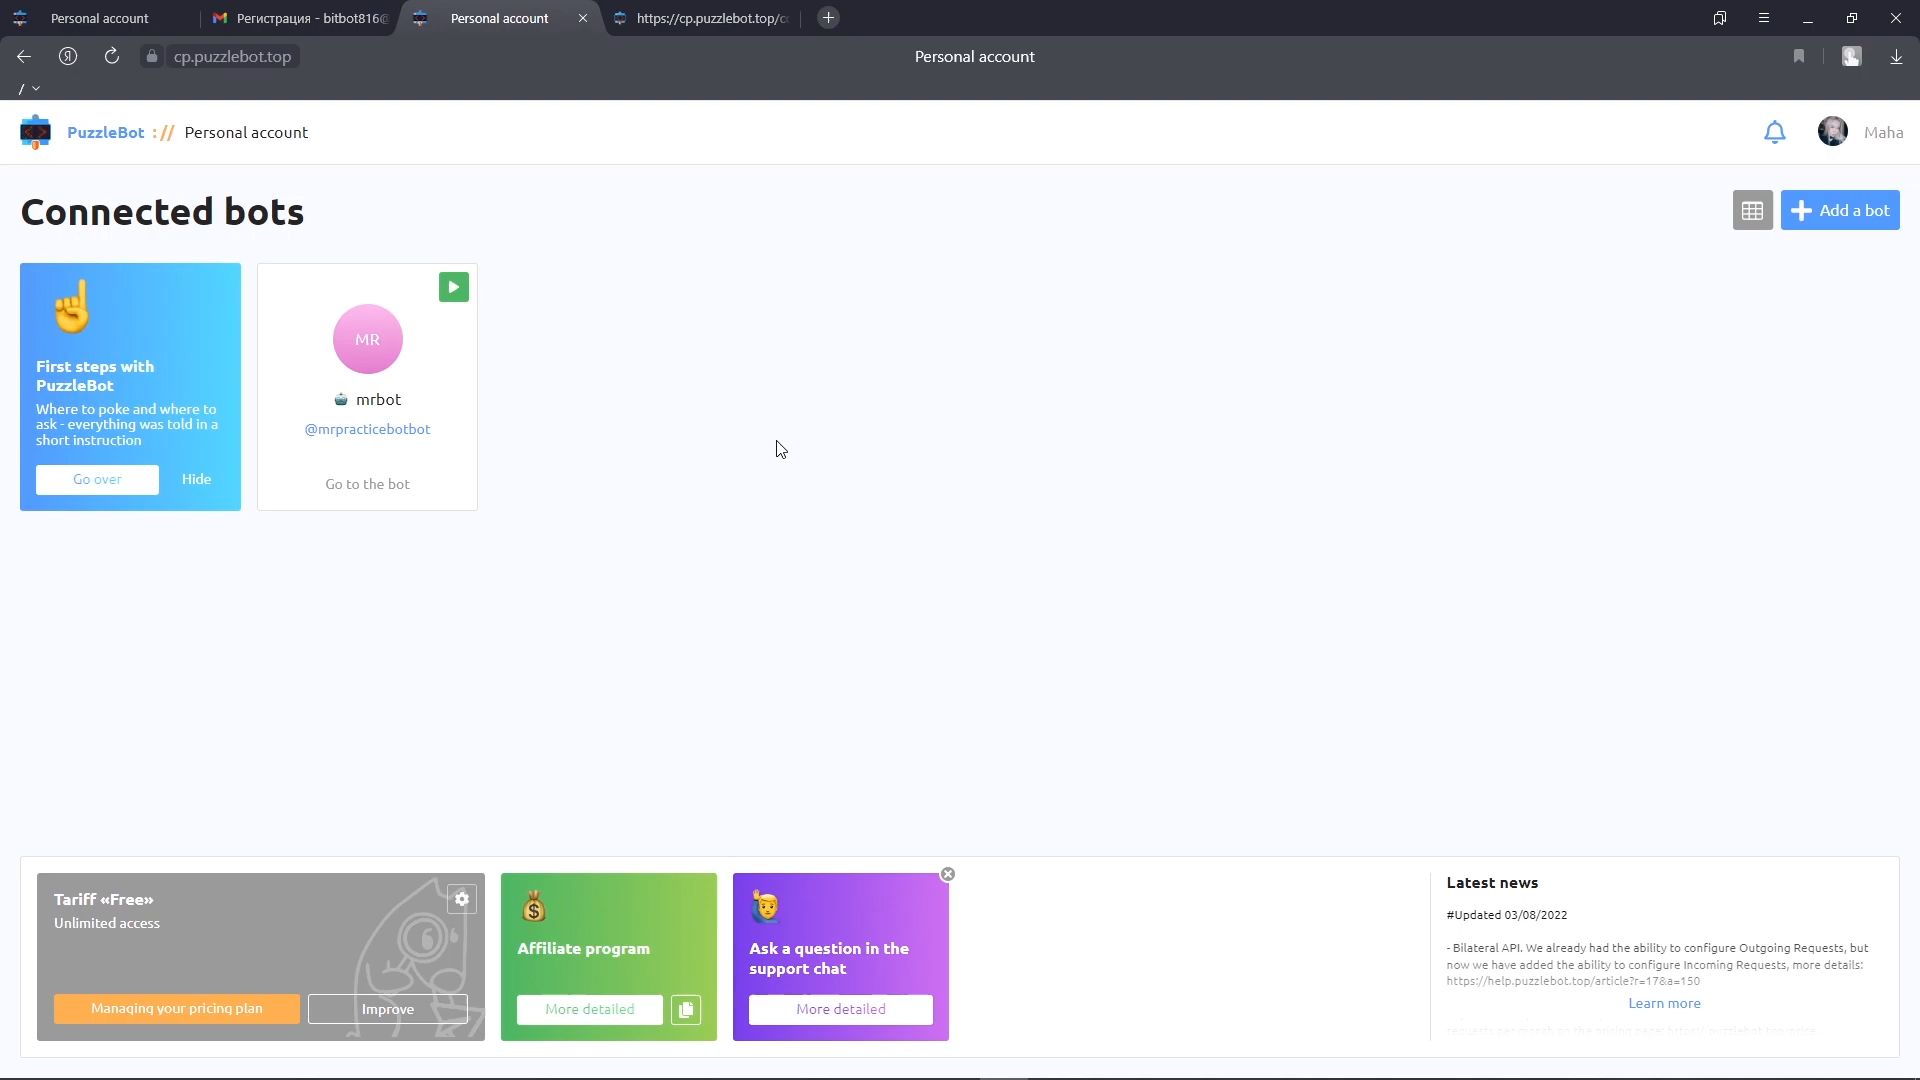 Personal account
Регистрация - bitbot816@
Personal account
https://cp.puzzlebot.top/c
cp.puzzlebot.top
Personal account
/
PuzzleBot :// Personal account
Maha
Connected bots
Add a bot
First steps with
PuzzleBot
Where to poke and where to
ask - everything was told in a
short instruction
Go over
Hide
MR
mrbot
@mrpracticebotbot
Go to the bot
Tariff «Free»
Unlimited access
Managing your pricing plan
Improve
Affiliate program
More detailed
Ask a question in the
support chat
More detailed
Latest news
#Updated 03/08/2022
- Bilateral API. We already had the ability to configure Outgoing Requests, but
now we have added the ability to configure Incoming Requests, more details:
https://help.puzzlebot.top/article?r=17&a=150
Learn more